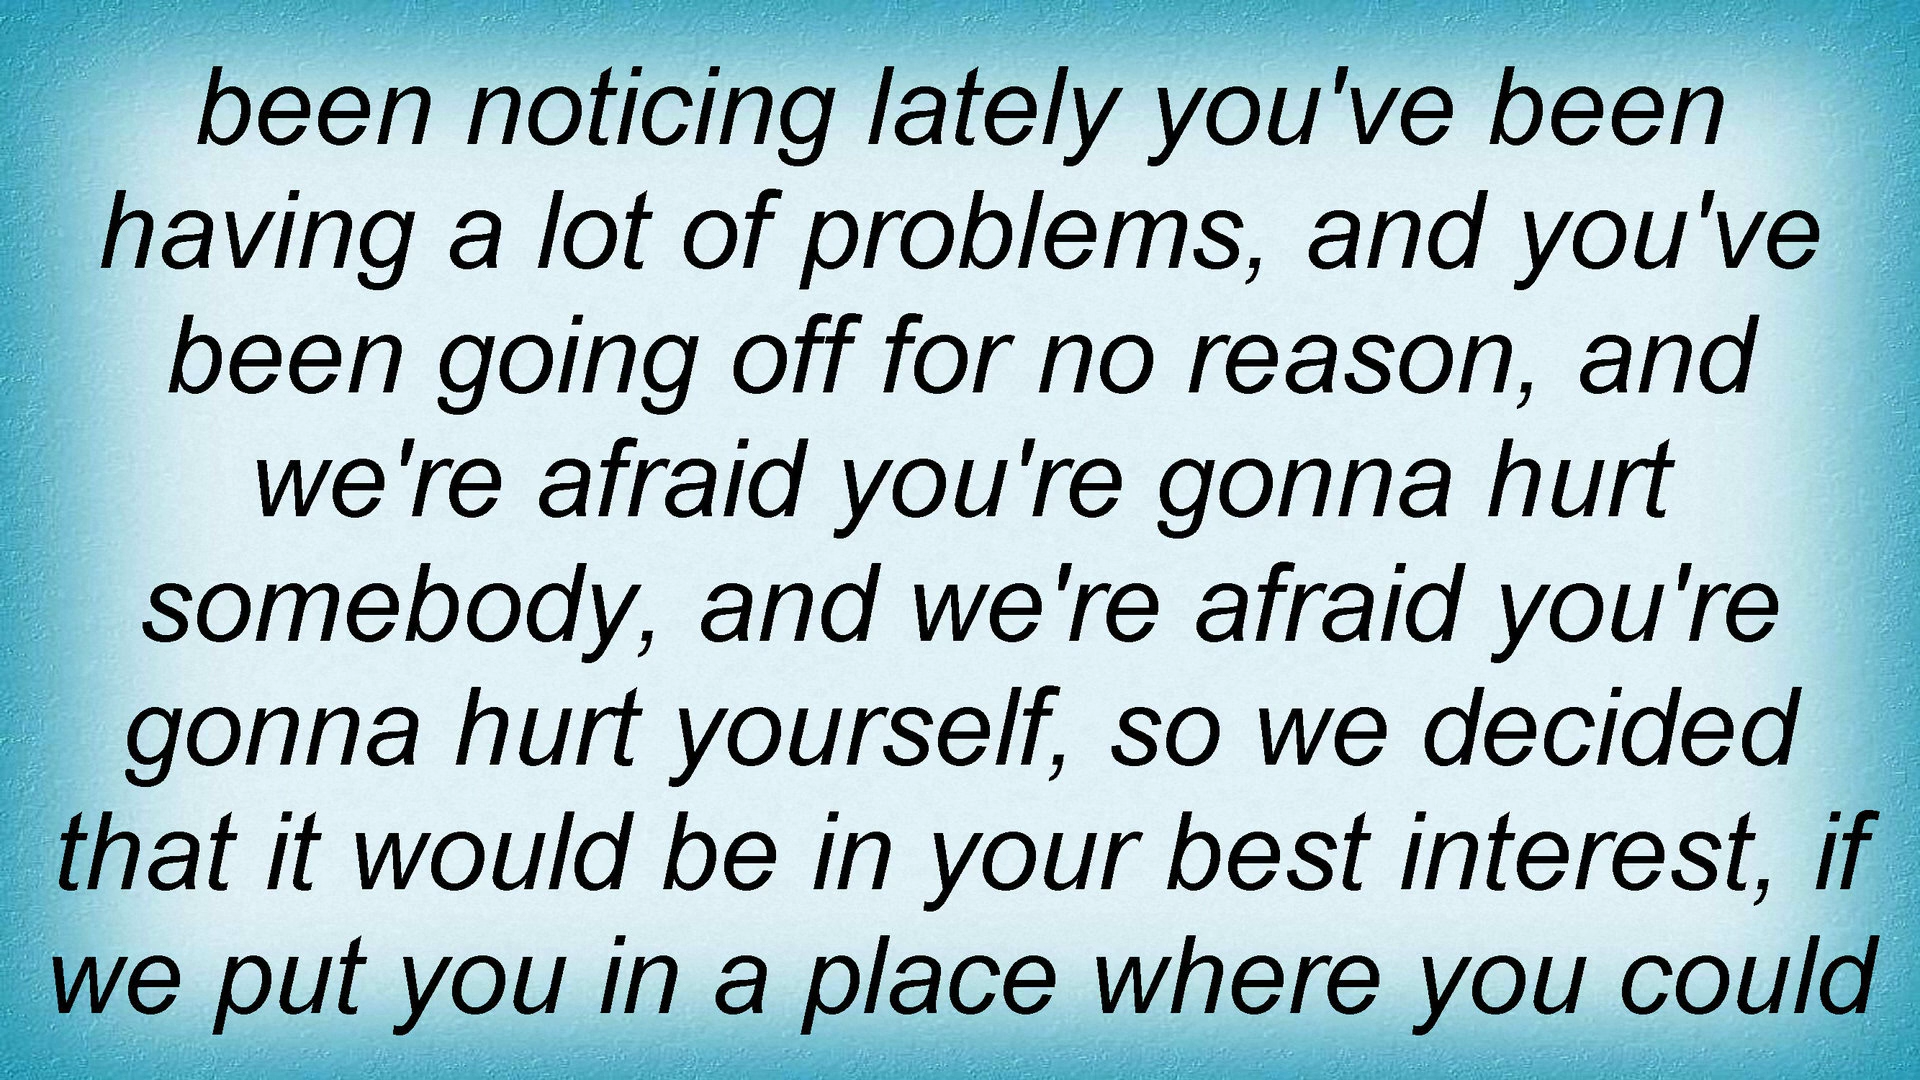 been noticing lately you've been
having a lot of problems, and you've
been going off for no reason, and
we're afraid you're gonna hurt
somebody, and we're afraid you're
gonna hurt yourself, so we decided
that it would be in your best interest, if
we put you in a place where you could